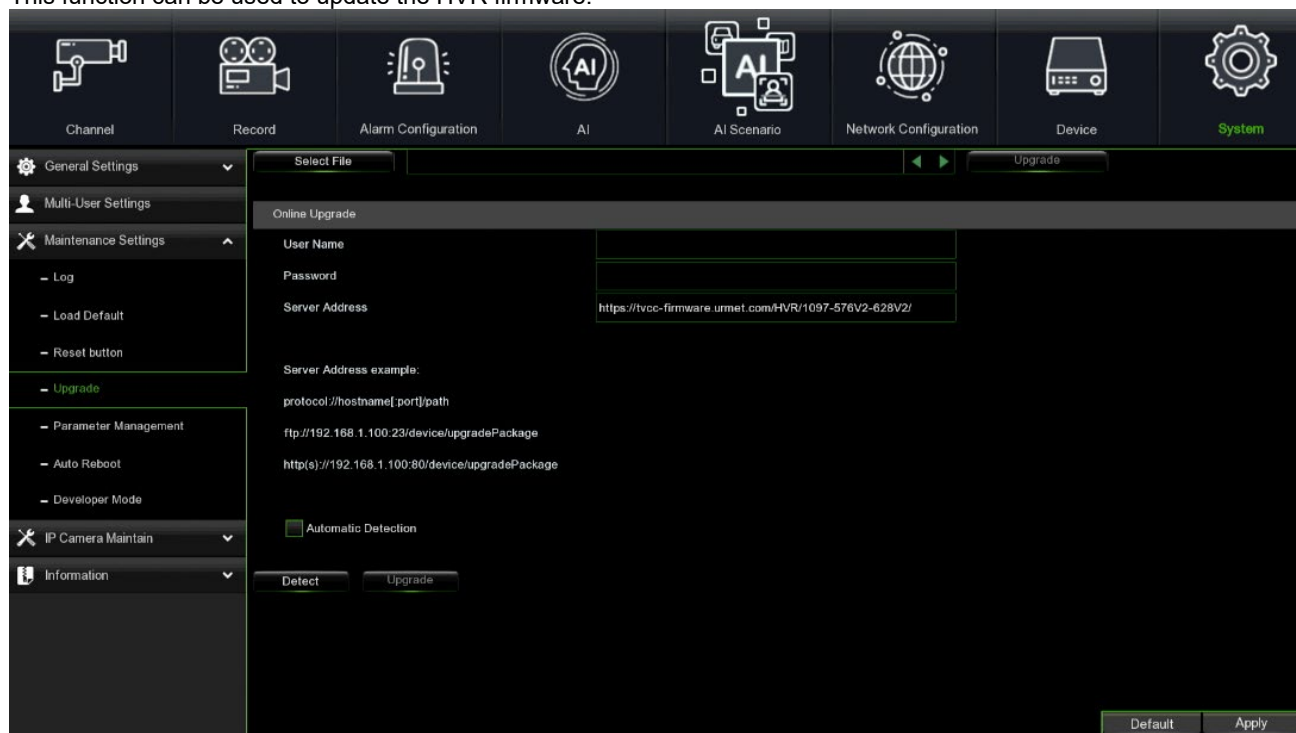 This function can be used to update the HVR firmware.
Channel
Record
Alarm Configuration
AI
AI
AI Scenario
Network Configuration
Device
System
General Settings
Multi-User Settings
Maintenance Settings
– Log
– Load Default
– Reset button
– Upgrade
– Parameter Management
– Auto Reboot
– Developer Mode
IP Camera Maintain
Information
Select File
Upgrade
Online Upgrade
User Name
Password
Server Address https://tvcc-firmware.urmet.com/HVR/1097-576V2-628V2/
Server Address example:
protocol://hostname[:port]/path
ftp://192.168.1.100:23/device/upgradePackage
http(s)://192.168.1.100:80/device/upgradePackage
Automatic Detection
Detect Upgrade
Default Apply